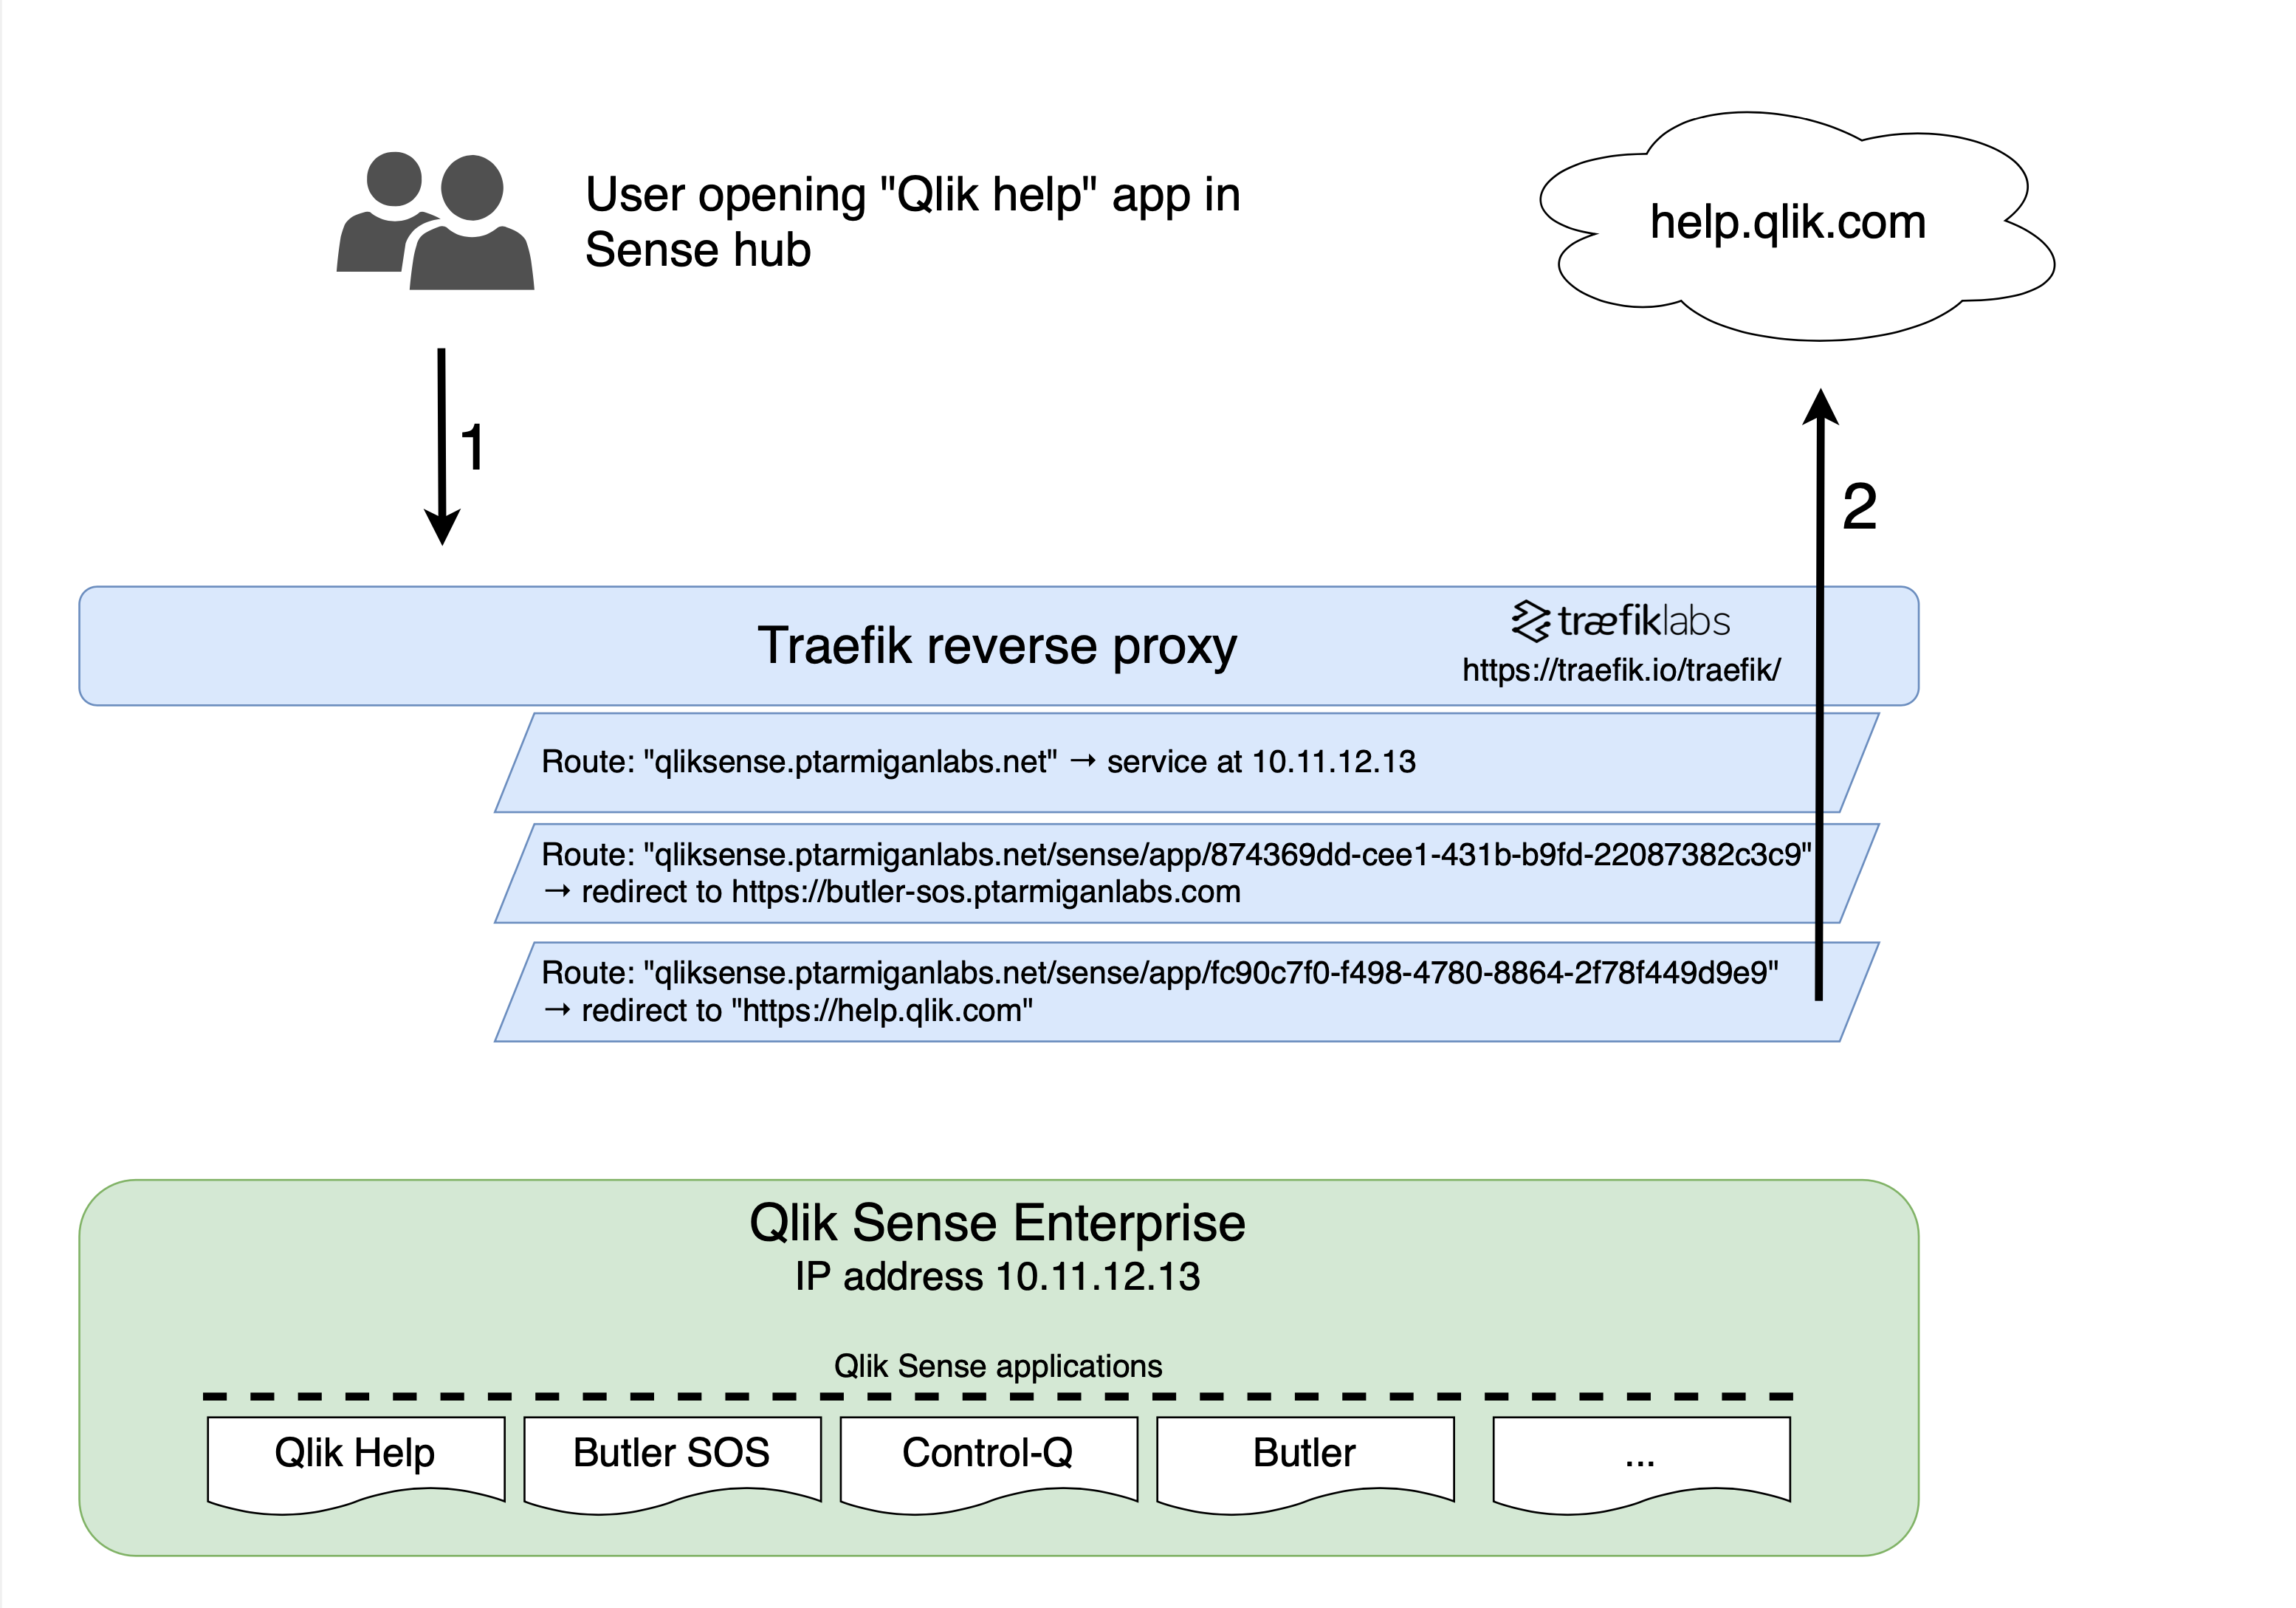 User opening "Qlik help" app in
Sense hub
help.qlik.com
1
2
Traefik reverse proxy
træfiklabs
https://traefik.io/traefik/
Route: "qliksense.ptarmiganlabs.net" → service at 10.11.12.13
Route: "qliksense.ptarmiganlabs.net/sense/app/874369dd-cee1-431b-b9fd-22087382c3c9"
→ redirect to https://butler-sos.ptarmiganlabs.com
Route: "qliksense.ptarmiganlabs.net/sense/app/fc90c7f0-f498-4780-8864-2f78f449d9e9"
→ redirect to "https://help.qlik.com"
Qlik Sense Enterprise
IP address 10.11.12.13
Qlik Sense applications
Qlik Help
Butler SOS
Control-Q
Butler
...